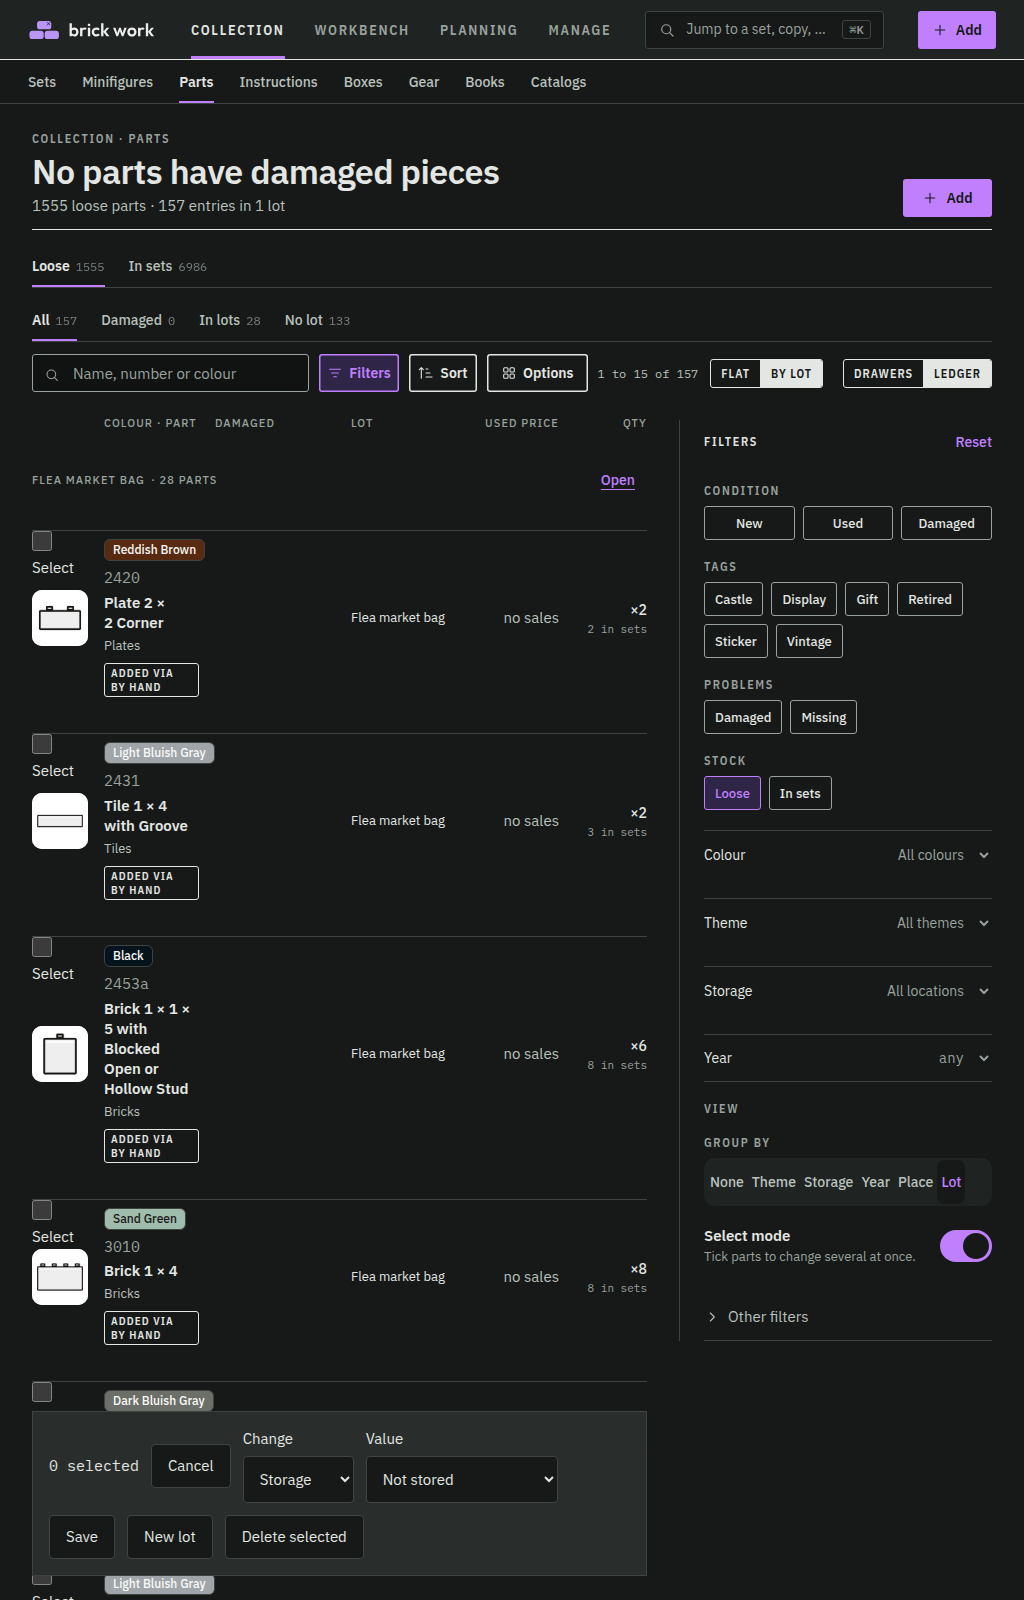 brick work
COLLECTION
WORKBENCH
PLANNING
MANAGE
Jump to a set, copy, ...
⌘K
Add
Sets
Minifigures
Parts
Instructions
Boxes
Gear
Books
Catalogs
COLLECTION · PARTS
No parts have damaged pieces
1555 loose parts · 157 entries in 1 lot
Add
Loose 1555
In sets 6986
All 157
Damaged 0
In lots 28
No lot 133
Name, number or colour
Filters
Sort
Options
1 to 15 of 157
FLAT
BY LOT
DRAWERS
LEDGER
COLOUR · PART
DAMAGED
LOT
USED PRICE
QTY
FLEA MARKET BAG · 28 PARTS
Open
Select
Reddish Brown
2420
Plate 2 ×
2 Corner
Plates
ADDED VIA
BY HAND
Flea market bag
no sales
×2
2 in sets
Select
Light Bluish Gray
2431
Tile 1 × 4
with Groove
Tiles
ADDED VIA
BY HAND
Flea market bag
no sales
×2
3 in sets
Select
Black
2453a
Brick 1 × 1 ×
5 with
Blocked
Open or
Hollow Stud
Bricks
ADDED VIA
BY HAND
Flea market bag
no sales
×6
8 in sets
Select
Sand Green
3010
Brick 1 × 4
Bricks
ADDED VIA
BY HAND
Flea market bag
no sales
×8
8 in sets
Dark Bluish Gray
0 selected
Cancel
Change
Storage
Value
Not stored
Save
New lot
Delete selected
Light Bluish Gray
Select
FILTERS
Reset
CONDITION
New
Used
Damaged
TAGS
Castle
Display
Gift
Retired
Sticker
Vintage
PROBLEMS
Damaged
Missing
STOCK
Loose
In sets
Colour
All colours
Theme
All themes
Storage
All locations
Year
any
VIEW
GROUP BY
None
Theme
Storage
Year
Place
Lot
Select mode
Tick parts to change several at once.
Other filters